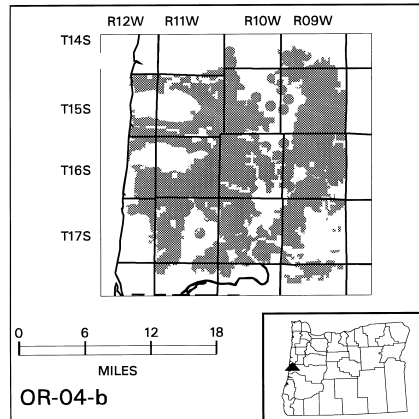 R12W R11W R10W R09W
T14S
T15S
T16S
T17S
0 6 12 18
MILES
OR-04-b